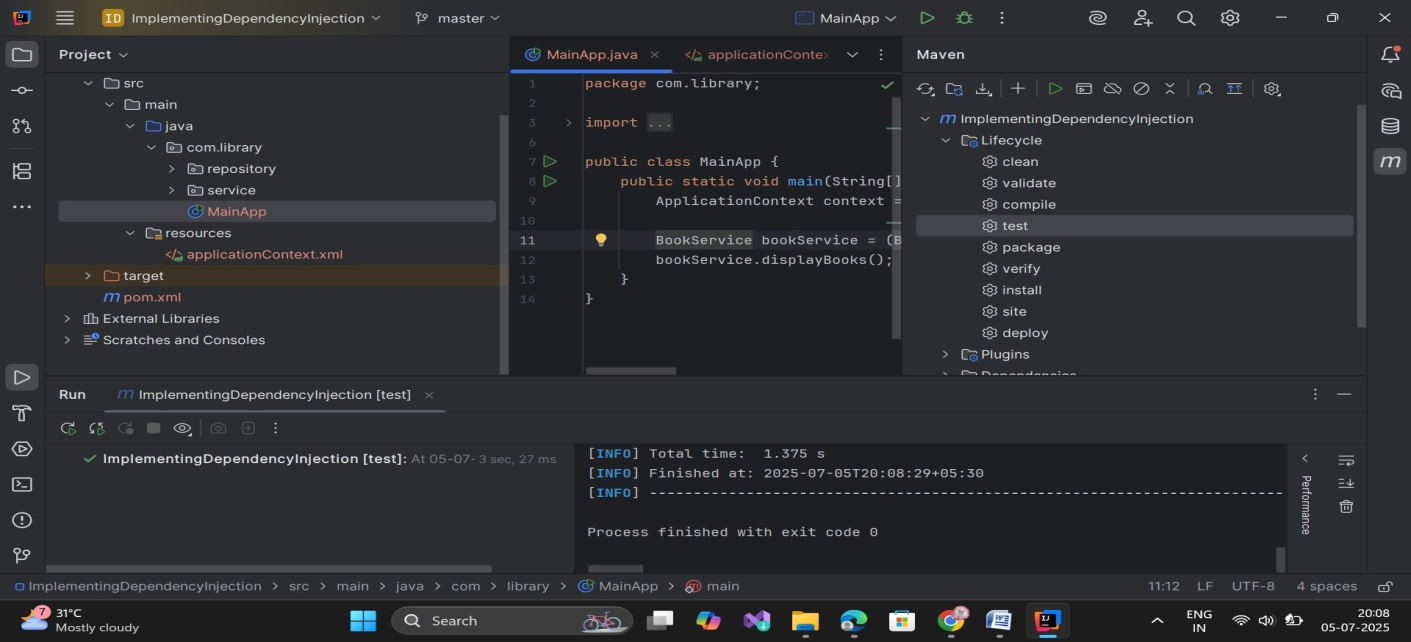 ID ImplementingDependencyInjection master MainApp
Project
src
main
java
com.library
repository
service
MainApp
resources
applicationContext.xml
target
m pom.xml
External Libraries
Scratches and Consoles
MainApp.java applicationContex
1 package com.library;
2
3 import ...
6
7 public class MainApp {
8 public static void main(String[]
9 ApplicationContext context =
10
11 BookService bookService = (B
12 bookService.displayBooks();
13 }
14 }
Maven
m ImplementingDependencyInjection
Lifecycle
clean
validate
compile
test
package
verify
install
site
deploy
Plugins
Dependencies
m
Run m ImplementingDependencyInjection [test]
ImplementingDependencyInjection [test]: At 05-07- 3 sec, 27 ms
[INFO] Total time:  1.375 s
[INFO] Finished at: 2025-07-05T20:08:29+05:30
[INFO] ------------------------------------------------------------------------
Process finished with exit code 0
Performance
ImplementingDependencyInjection > src > main > java > com > library > MainApp > main 11:12 LF UTF-8 4 spaces
7 31°C
Mostly cloudy
Search
ENG
IN
20:08
05-07-2025